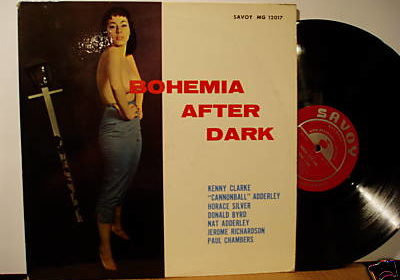 SAVOY MG 12017
BOHEMIA
AFTER
DARK
KENNY CLARKE
"CANNONBALL" ADDERLEY
HORACE SILVER
DONALD BYRD
NAT ADDERLEY
JEROME RICHARDSON
PAUL CHAMBERS
SAVOY